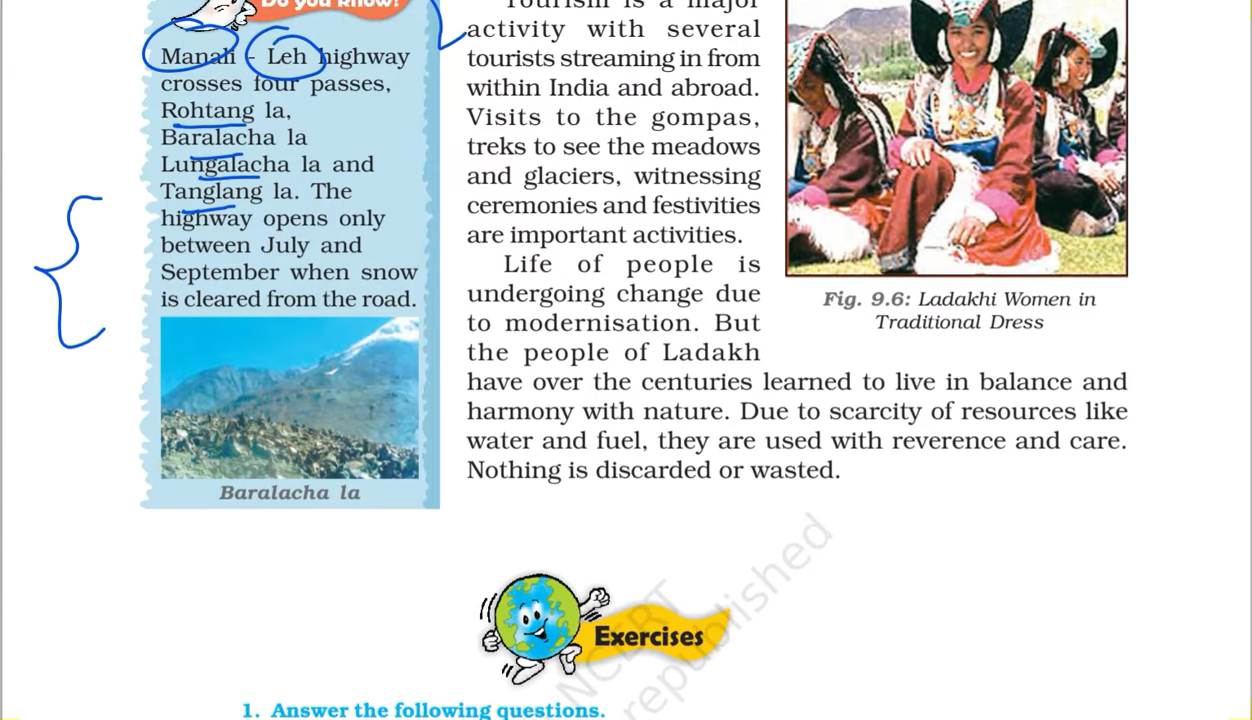 Do you know?
Manali - Leh highway
crosses four passes,
Rohtang la,
Baralacha la
Lungalacha la and
Tanglang la. The
highway opens only
between July and
September when snow
is cleared from the road.
Baralacha la
Tourism is a major
activity with several
tourists streaming in from
within India and abroad.
Visits to the gompas,
treks to see the meadows
and glaciers, witnessing
ceremonies and festivities
are important activities.
Life of people is
undergoing change due
to modernisation. But
the people of Ladakh
have over the centuries learned to live in balance and
harmony with nature. Due to scarcity of resources like
water and fuel, they are used with reverence and care.
Nothing is discarded or wasted.
Fig. 9.6: Ladakhi Women in
Traditional Dress
NCERT
republished
Exercises
1. Answer the following questions.